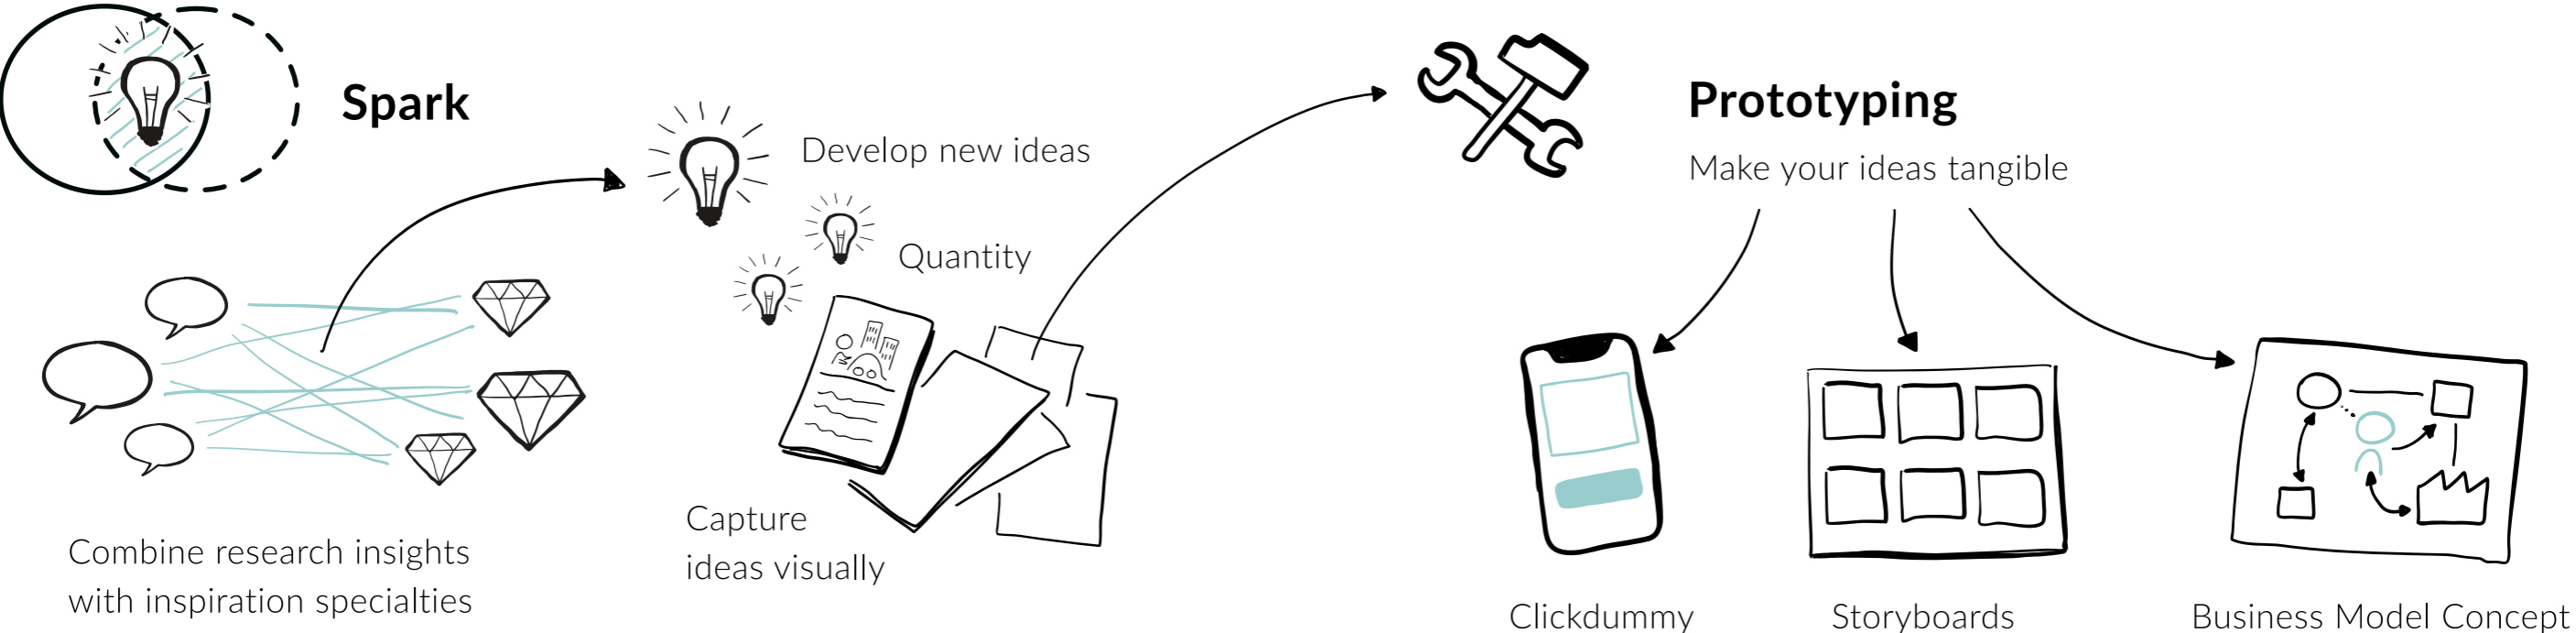 Spark
Develop new ideas
Quantity
Capture
ideas visually
Combine research insights
with inspiration specialties
Prototyping
Make your ideas tangible
Clickdummy
Storyboards
Business Model Concept